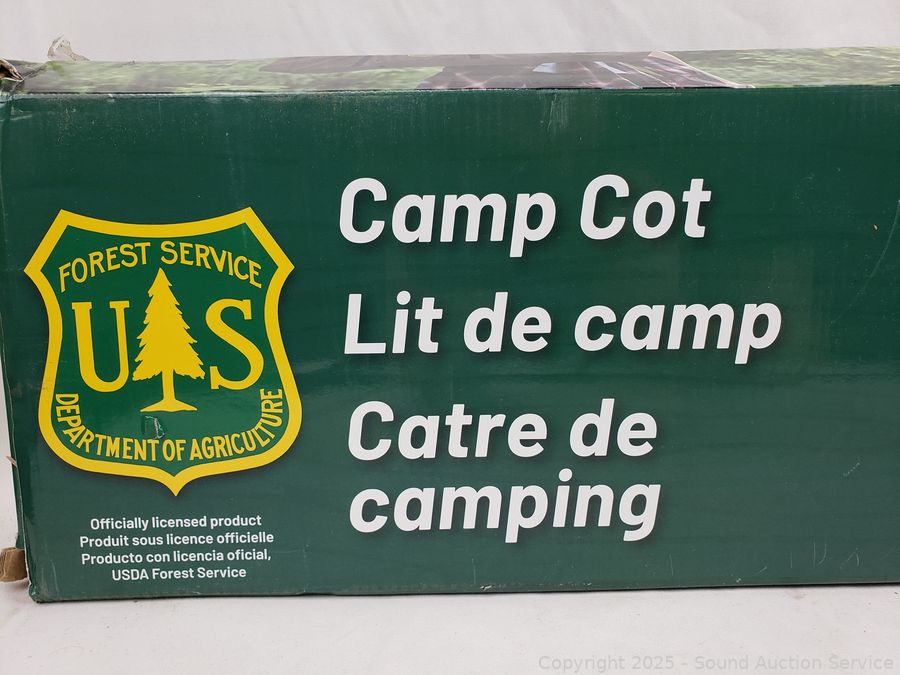 Camp Cot
Lit de camp
Catre de
camping
FOREST SERVICE
U S
DEPARTMENT OF AGRICULTURE
Officially licensed product
Produit sous licence officielle
Producto con licencia oficial,
USDA Forest Service
Copyright 2025 - Sound Auction Service